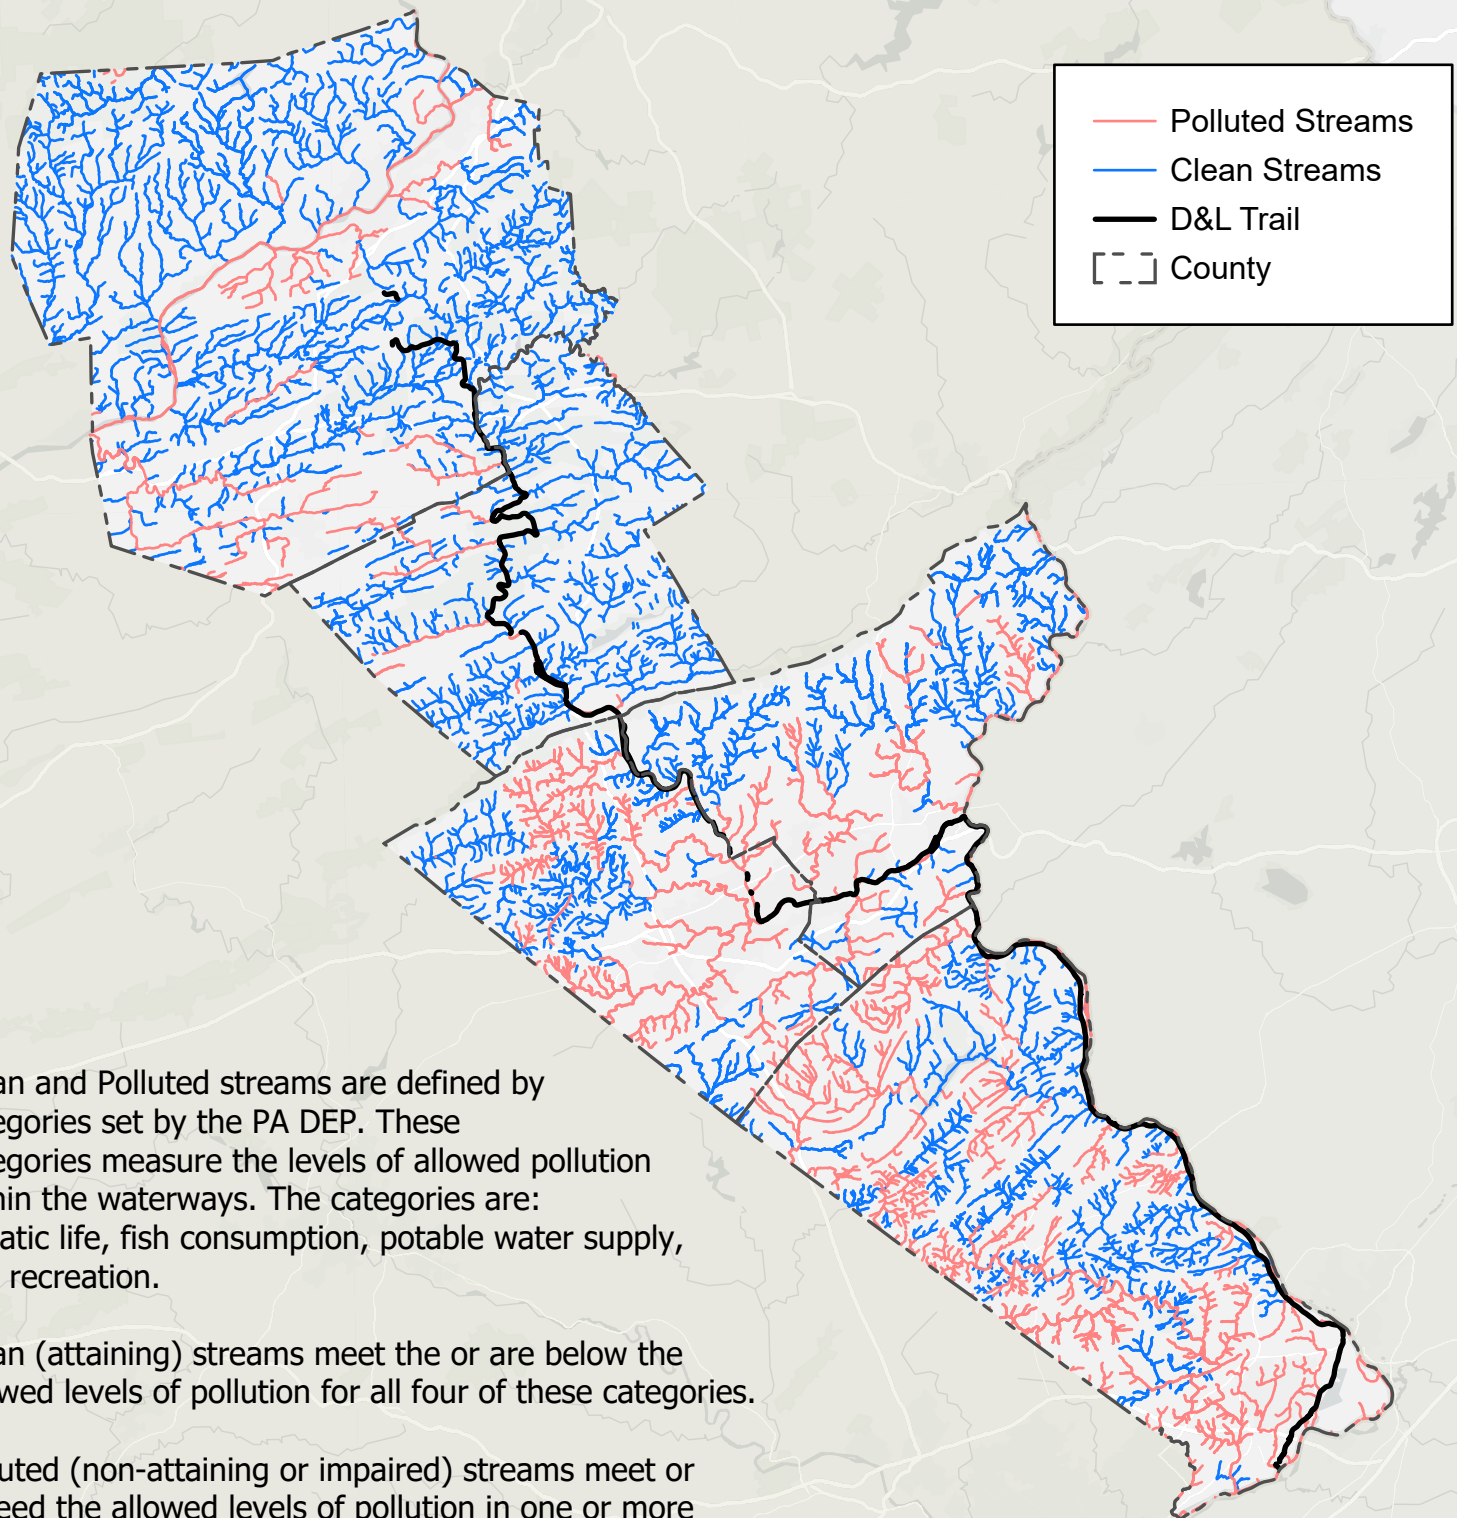 Polluted Streams
Clean Streams
D&L Trail
County
an and Polluted streams are defined by
egories set by the PA DEP. These
egories measure the levels of allowed pollution
hin the waterways. The categories are:
atic life, fish consumption, potable water supply,
recreation.
an (attaining) streams meet the or are below the
wed levels of pollution for all four of these categories.
uted (non-attaining or impaired) streams meet or
eed the allowed levels of pollution in one or more